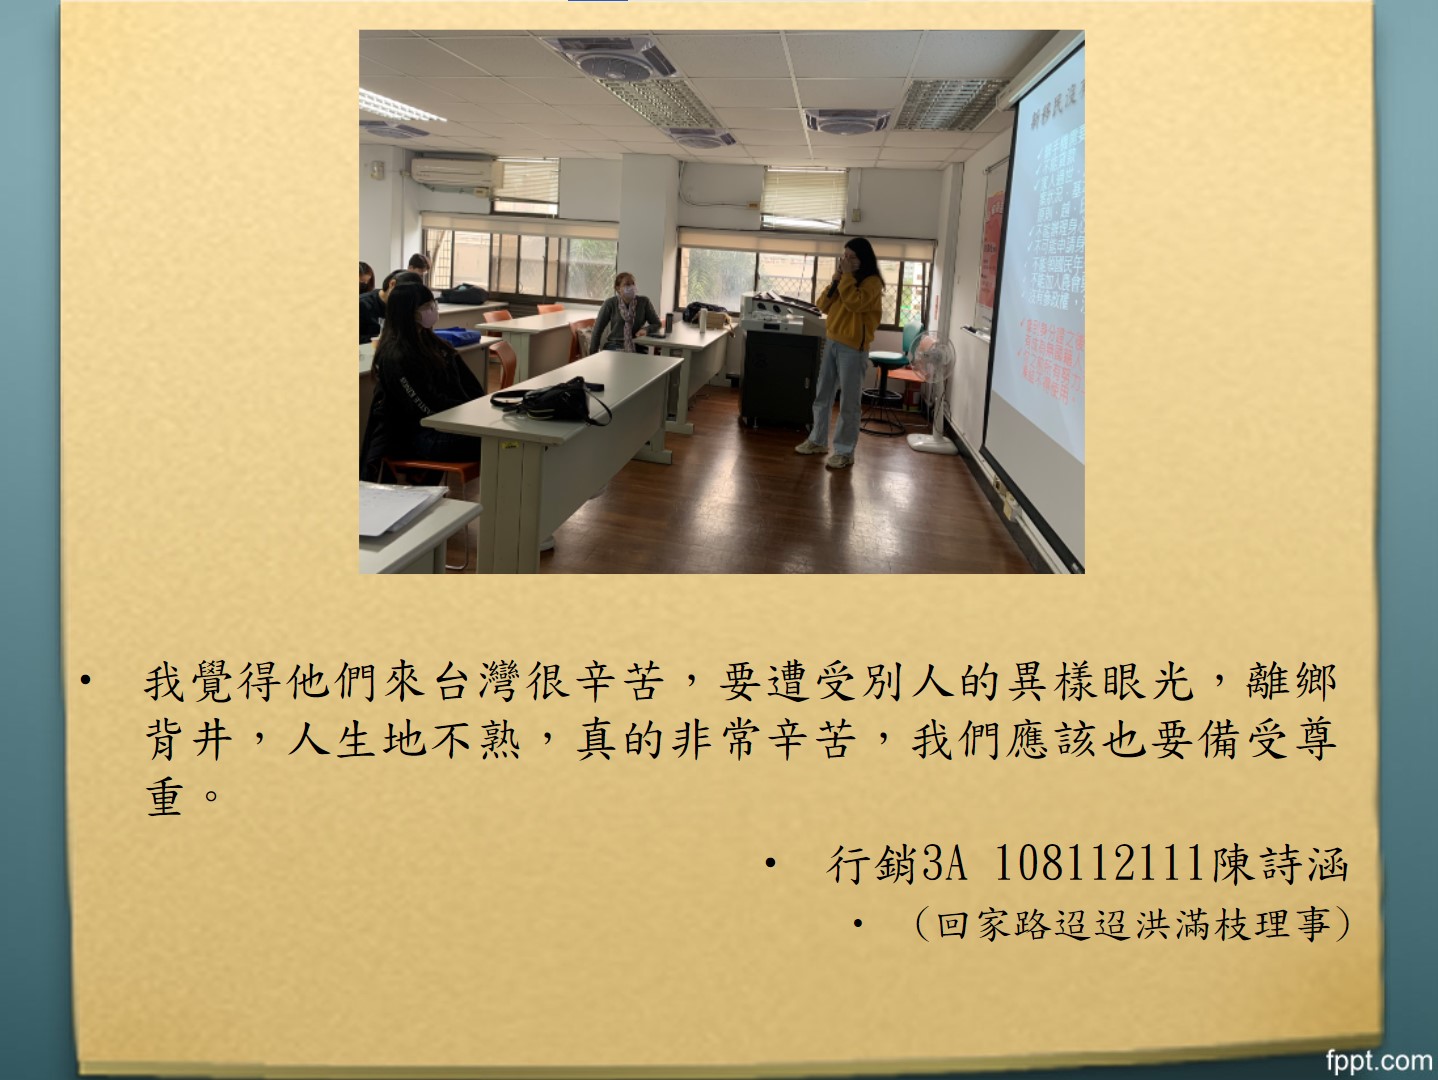 • 我覺得他們來台灣很辛苦，要遭受別人的異樣眼光，離鄉
背井，人生地不熟，真的非常辛苦，我們應該也要備受尊
重。
• 行銷3A 108112111陳詩涵
• （回家路迢迢洪滿枝理事）
fppt.com